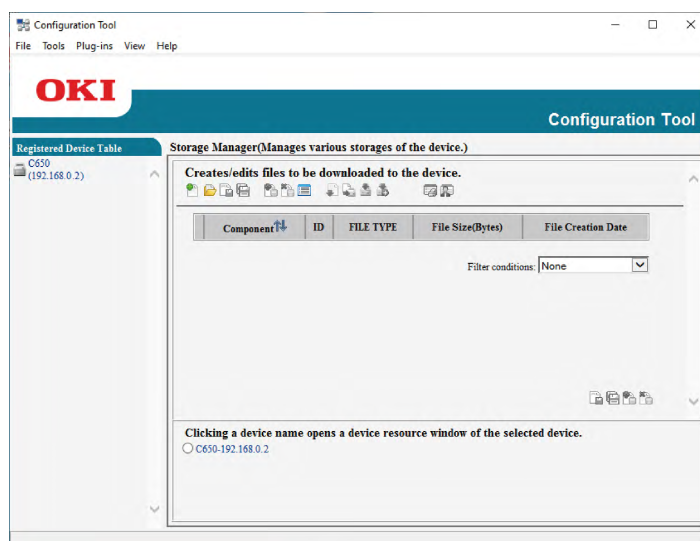 Configuration Tool
File Tools Plug-ins View Help
OKI
Configuration Tool
Registered Device Table
C650
(192.168.0.2)
Storage Manager(Manages various storages of the device.)
Creates/edits files to be downloaded to the device.
Component ID FILE TYPE File Size(Bytes) File Creation Date
Filter conditions: None
Clicking a device name opens a device resource window of the selected device.
C650-192.168.0.2